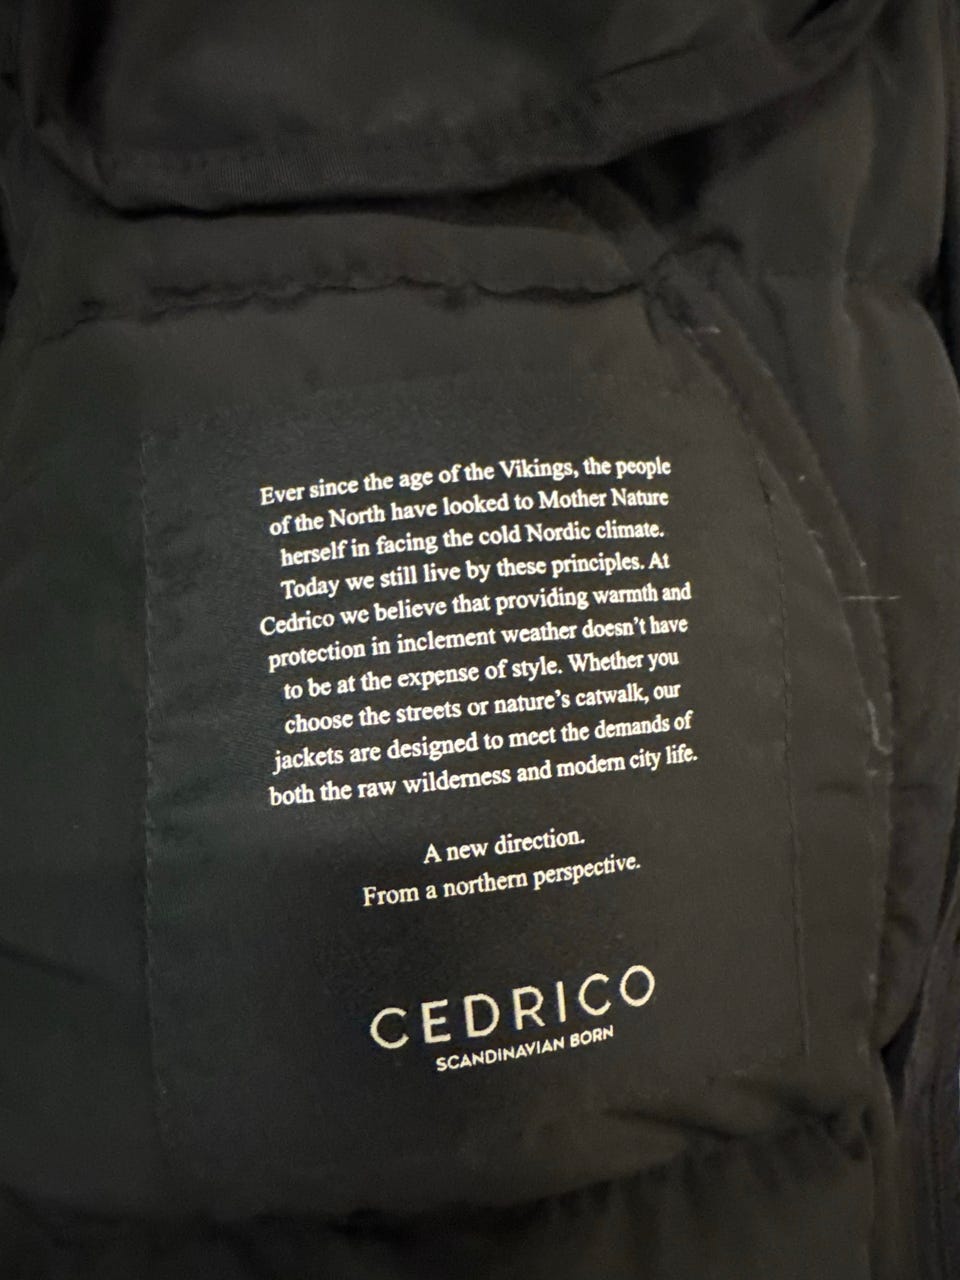 Ever since the age of the Vikings, the people
of the North have looked to Mother Nature
herself in facing the cold Nordic climate.
Today we still live by these principles. At
Cedrico we believe that providing warmth and
protection in inclement weather doesn't have
to be at the expense of style. Whether you
choose the streets or nature's catwalk, our
jackets are designed to meet the demands of
both the raw wilderness and modern city life.
A new direction.
From a northern perspective.
CEDRICO
SCANDINAVIAN BORN